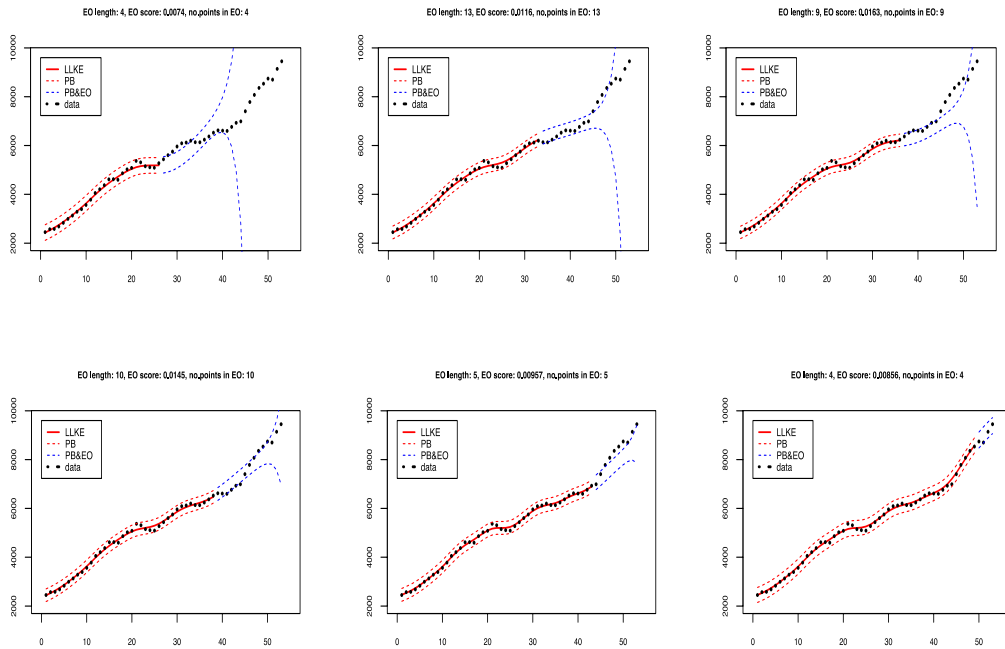 EO length: 4, EO score: 0.0074, no.points in EO: 4
10000
8000
6000
4000
2000
LLKE
PB
PB&EO
data
0 10 20 30 40 50
EO length: 13, EO score: 0.0116, no.points in EO: 13
10000
8000
6000
4000
2000
LLKE
PB
PB&EO
data
0 10 20 30 40 50
EO length: 9, EO score: 0.0163, no.points in EO: 9
10000
8000
6000
4000
2000
LLKE
PB
PB&EO
data
0 10 20 30 40 50
EO length: 10, EO score: 0.0145, no.points in EO: 10
10000
8000
6000
4000
2000
LLKE
PB
PB&EO
data
0 10 20 30 40 50
EO length: 5, EO score: 0.00957, no.points in EO: 5
10000
8000
6000
4000
2000
LLKE
PB
PB&EO
data
0 10 20 30 40 50
EO length: 4, EO score: 0.00856, no.points in EO: 4
10000
8000
6000
4000
2000
LLKE
PB
PB&EO
data
0 10 20 30 40 50